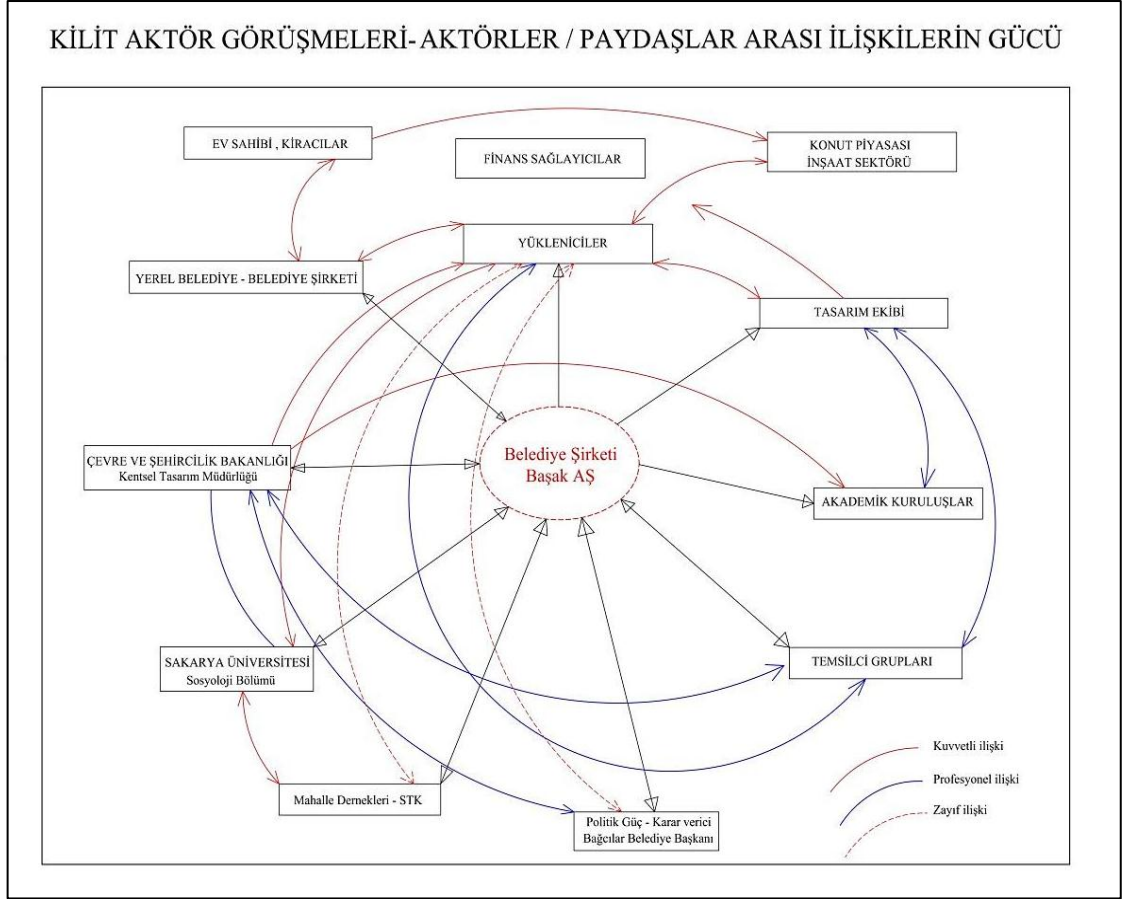 KİLİT AKTÖR GÖRÜŞMELERİ-AKTÖRLER / PAYDAŞLAR ARASI İLİŞKİLERİN GÜCÜ
EV SAHİBİ , KİRACILAR
FİNANS SAĞLAYICILAR
KONUT PİYASASI
İNŞAAT SEKTÖRÜ
YÜKLENİCİLER
YEREL BELEDİYE - BELEDİYE ŞİRKETİ
TASARIM EKİBİ
Belediye Şirketi
Başak AŞ
ÇEVRE VE ŞEHİRCİLİK BAKANLIĞI
Kentsel Tasarım Müdürlüğü
AKADEMİK KURULUŞLAR
SAKARYA ÜNİVERSİTESİ
Sosyoloji Bölümü
TEMSİLCİ GRUPLARI
Mahalle Dernekleri - STK
Politik Güç - Karar verici
Bağcılar Belediye Başkanı
Kuvvetli ilişki
Profesyonel ilişki
Zayıf ilişki